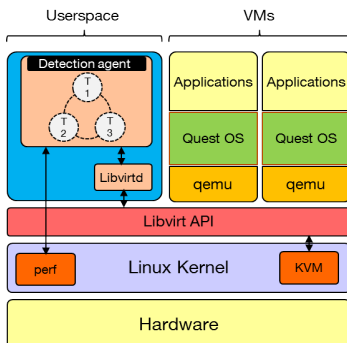 Userspace
VMs
Detection agent
T
1
T
2
T
3
Libvirtd
Applications
Applications
Quest OS
Quest OS
qemu
qemu
Libvirt API
perf
Linux Kernel
KVM
Hardware